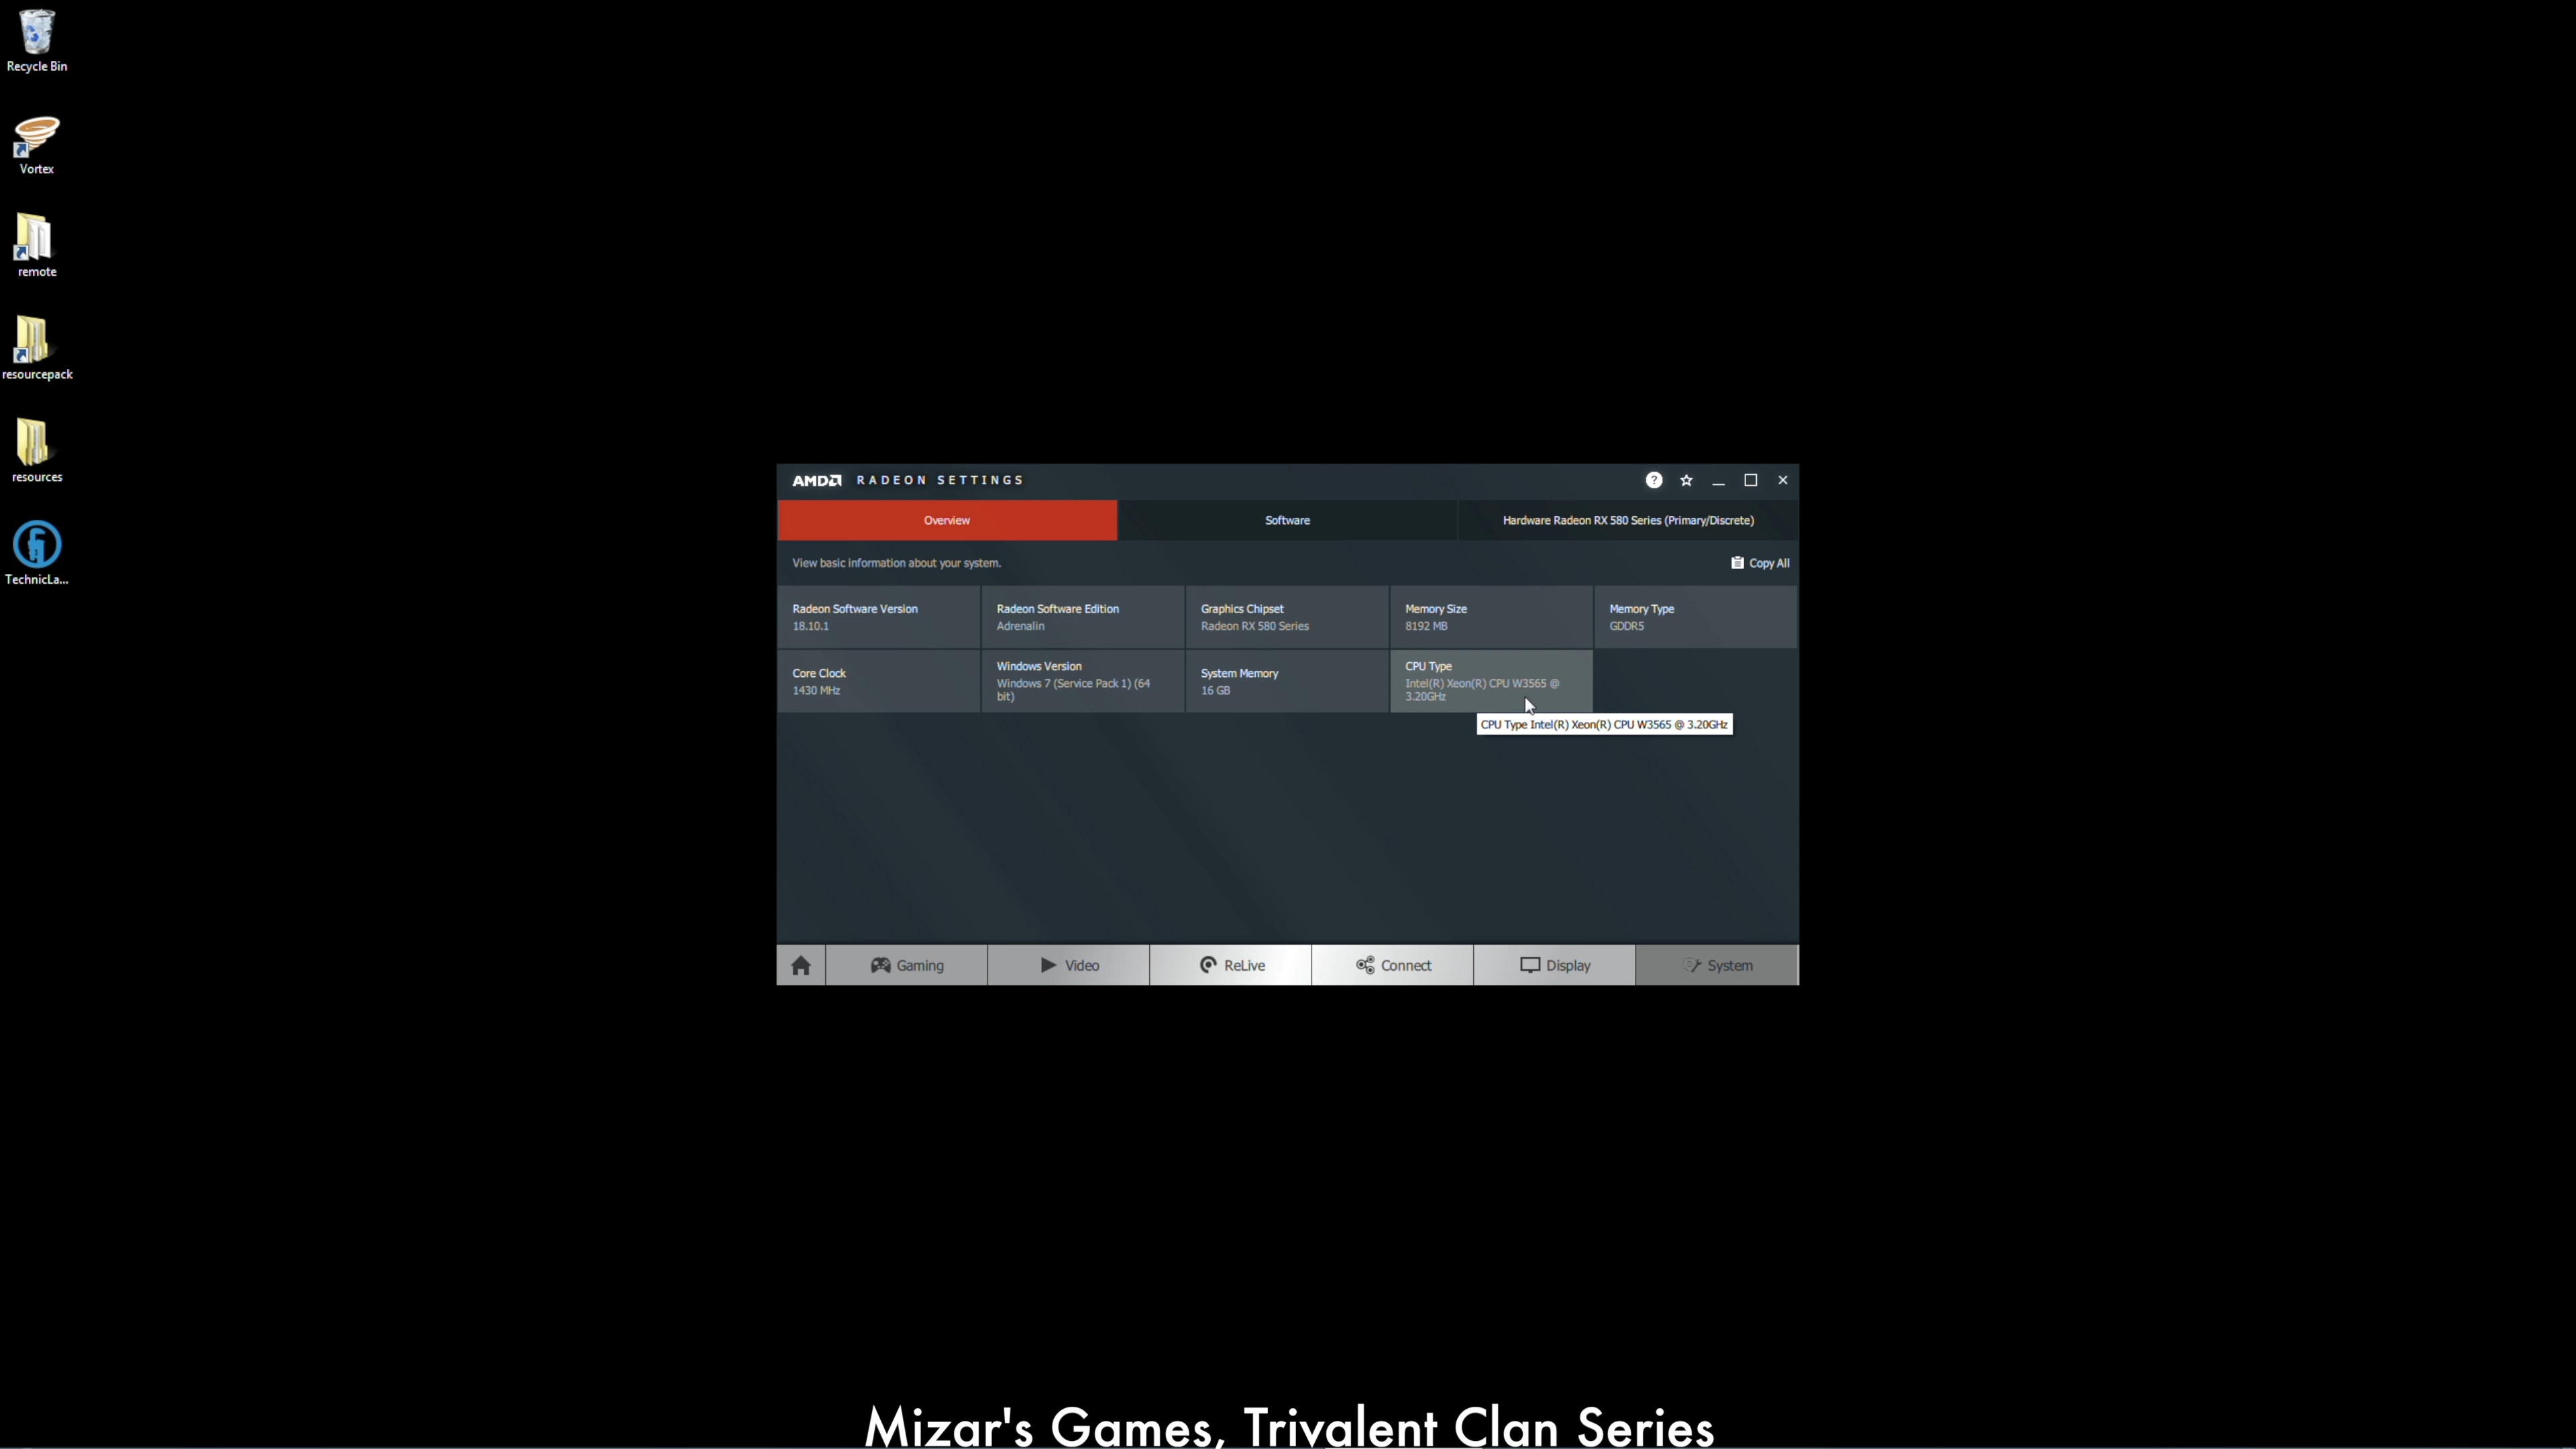 Recycle Bin
Vortex
remote
resourcepack
resources
TechnicLa...
AMD RADEON SETTINGS
?
Overview
Software
Hardware Radeon RX 580 Series (Primary/Discrete)
View basic information about your system.
Copy All
Radeon Software Version
18.10.1
Radeon Software Edition
Adrenalin
Graphics Chipset
Radeon RX 580 Series
Memory Size
8192 MB
Memory Type
GDDR5
Core Clock
1430 MHz
Windows Version
Windows 7 (Service Pack 1) (64
bit)
System Memory
16 GB
CPU Type
Intel(R) Xeon(R) CPU W3565 @
3.20GHz
CPU Type Intel(R) Xeon(R) CPU W3565 @ 3.20GHz
Gaming
Video
ReLive
Connect
Display
System
Mizar's Games, Trivalent Clan Series